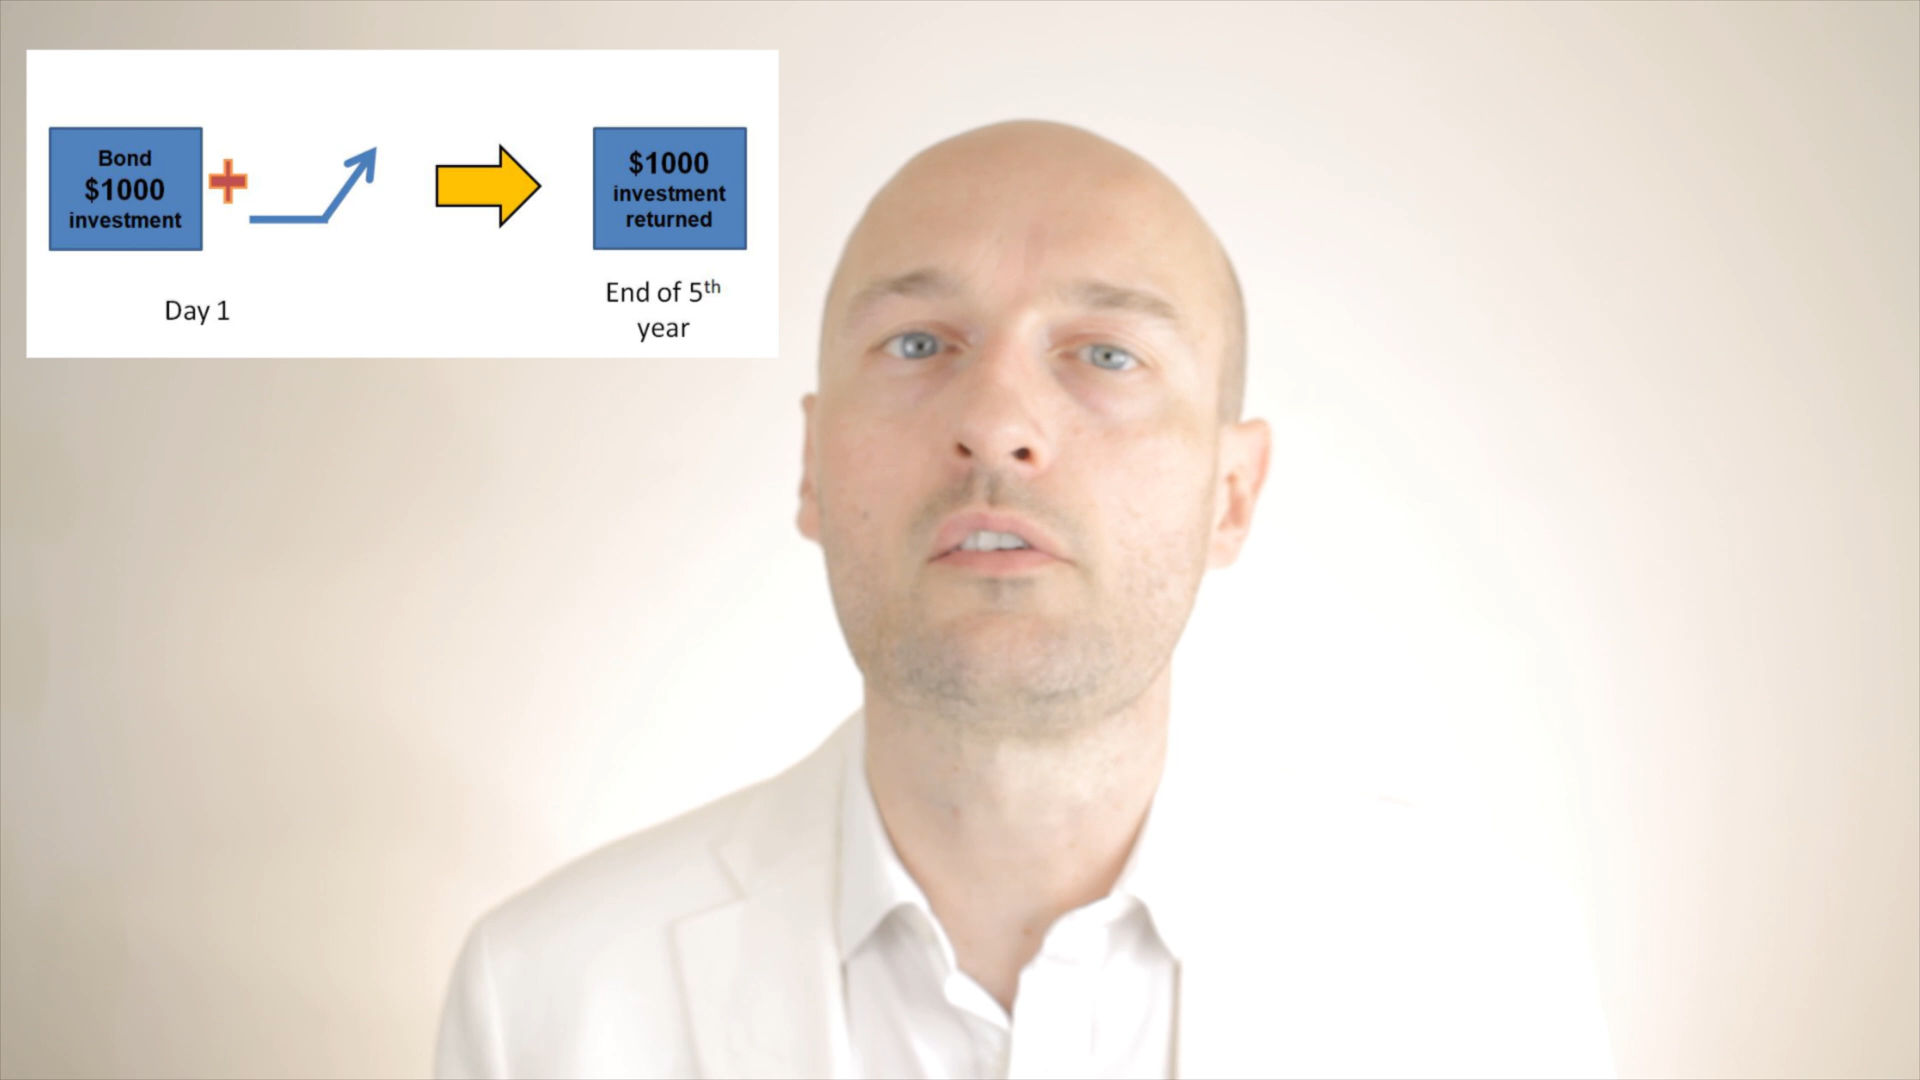 Bond
$1000
investment
Day 1
$1000
investment
returned
End of 5th
year